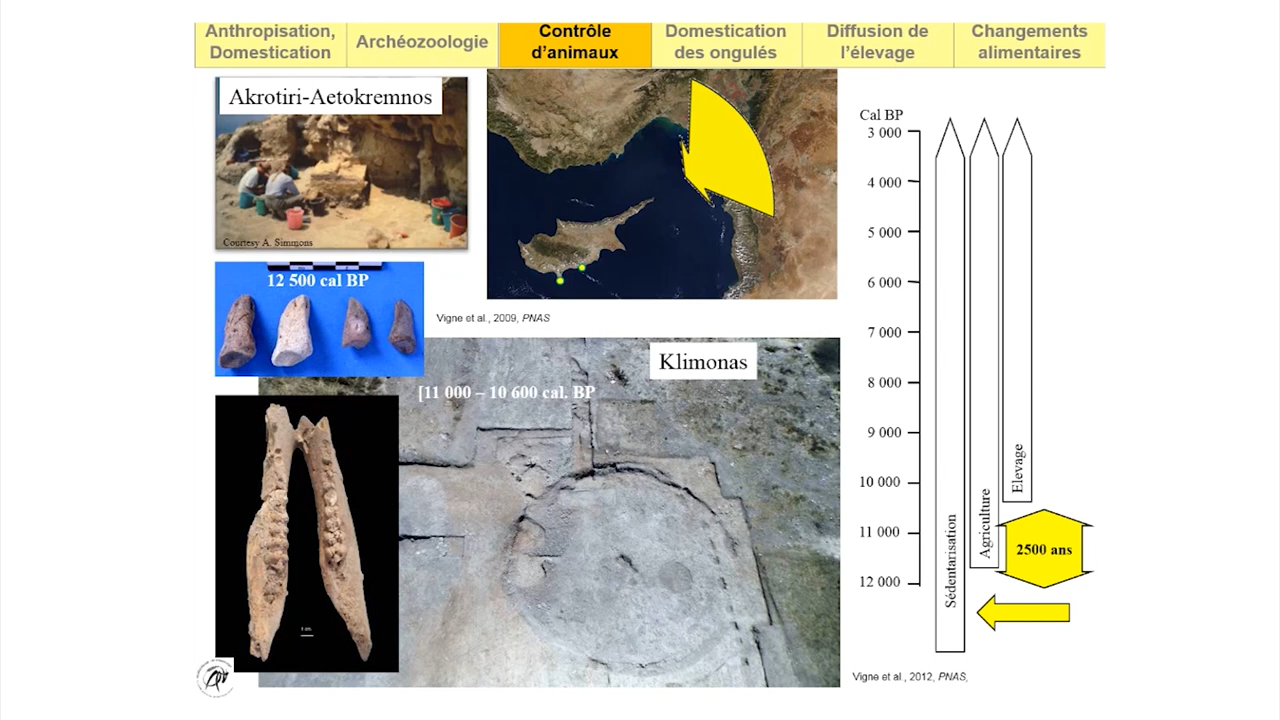 Anthropisation,
Domestication
Archéozoologie
Contrôle
d’animaux
Domestication
des ongulés
Diffusion de
l’élevage
Changements
alimentaires
Akrotiri-Aetokremnos
Courtesy A. Simmons
12 500 cal BP
Vigne et al., 2009, PNAS
Klimonas
[11 000 – 10 600 cal. BP
1 cm
Cal BP
3 000
4 000
5 000
6 000
7 000
8 000
9 000
10 000
11 000
12 000
Sédentarisation
Agriculture
Elevage
2500 ans
Vigne et al., 2012, PNAS,